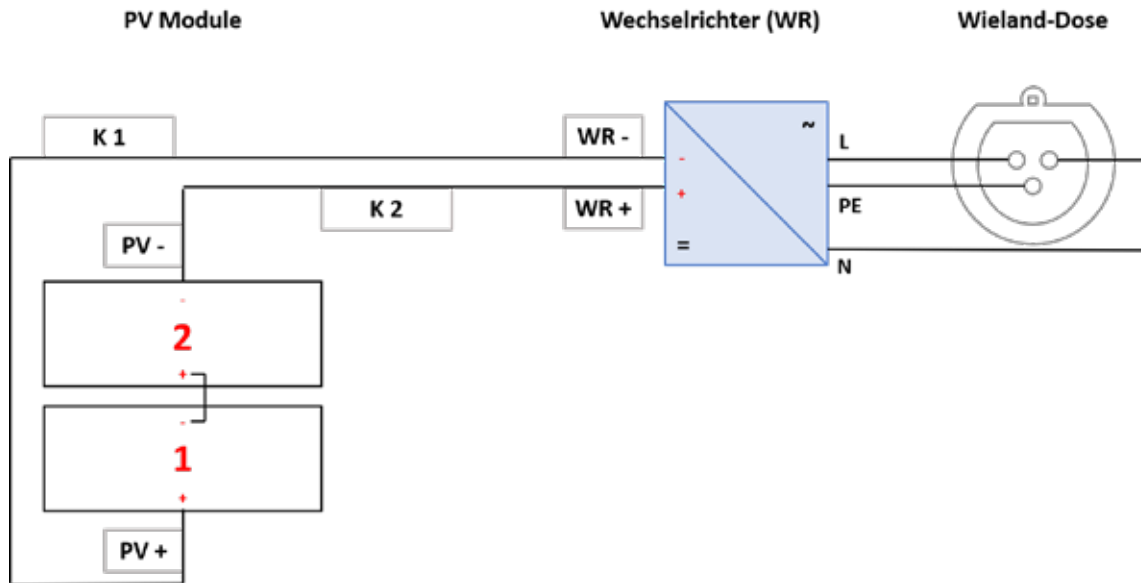 PV Module
Wechselrichter (WR)
Wieland-Dose
K 1
WR -
~
L
-
+
K 2
WR +
PE
PV -
=
N
-
2
+
-
1
+
PV +